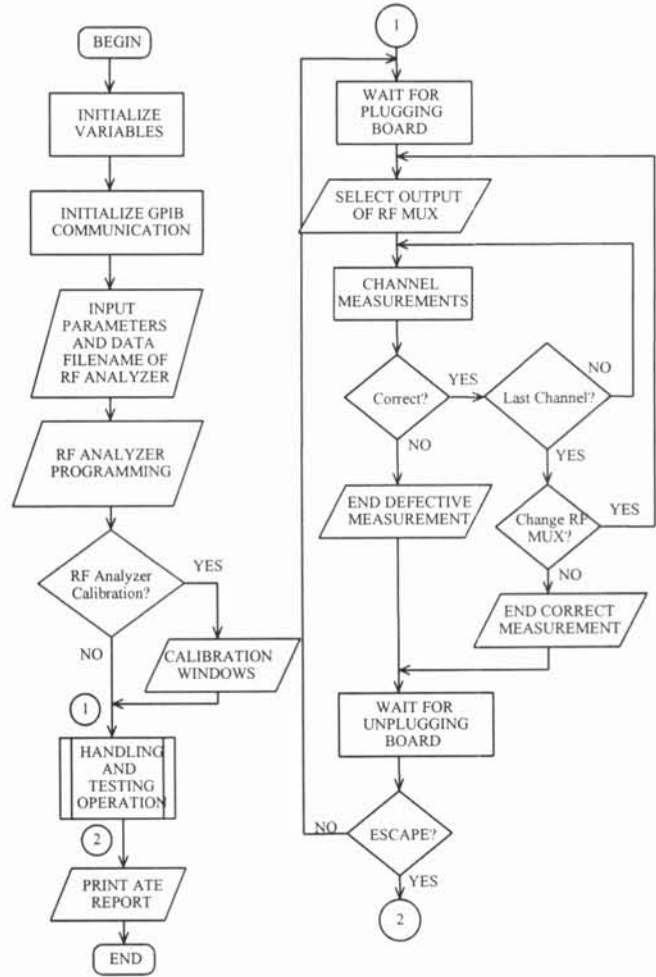 BEGIN
INITIALIZE
VARIABLES
INITIALIZE GPIB
COMMUNICATION
INPUT
PARAMETERS
AND DATA
FILENAME OF
RF ANALYZER
RF ANALYZER
PROGRAMMING
RF Analyzer
Calibration?
YES
NO
CALIBRATION
WINDOWS
1
HANDLING
AND
TESTING
OPERATION
2
PRINT ATE
REPORT
END
1
WAIT FOR
PLUGGING
BOARD
SELECT OUTPUT
OF RF MUX
CHANNEL
MEASUREMENTS
Correct?
YES
Last Channel?
NO
NO
YES
END DEFECTIVE
MEASUREMENT
Change RF
MUX?
YES
NO
END CORRECT
MEASUREMENT
WAIT FOR
UNPLUGGING
BOARD
NO
ESCAPE?
YES
2